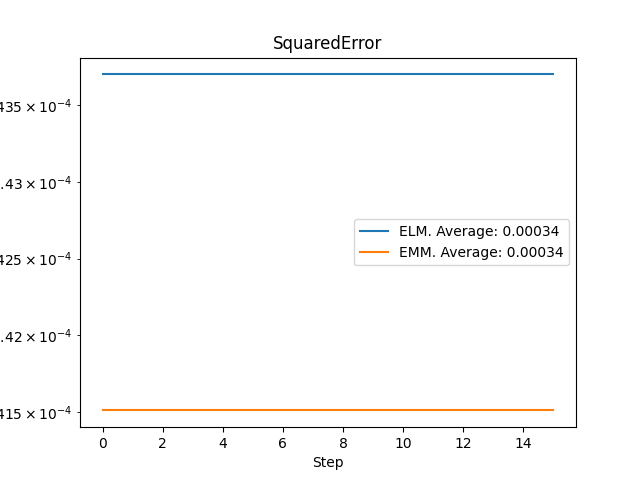 SquaredError
435 × 10⁻⁴
.43 × 10⁻⁴
425 × 10⁻⁴
.42 × 10⁻⁴
415 × 10⁻⁴
ELM. Average: 0.00034
EMM. Average: 0.00034
0 2 4 6 8 10 12 14
Step